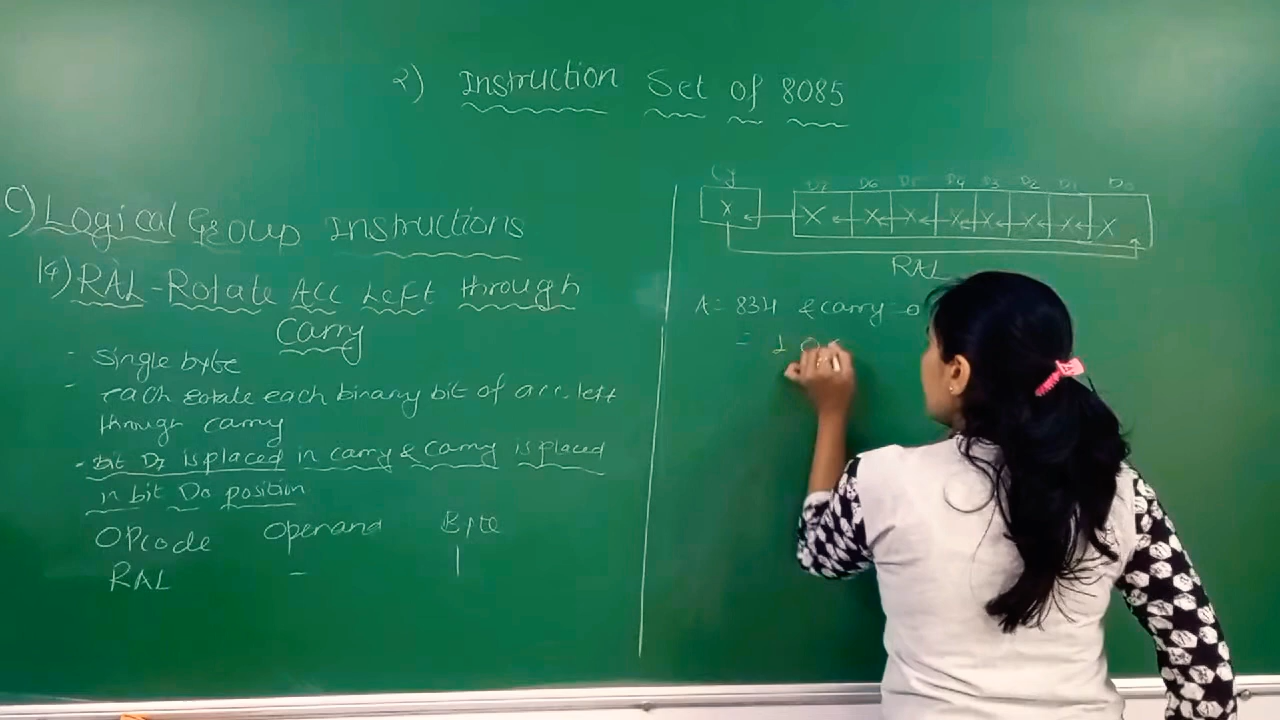 2) Instruction Set of 8085
C) Logical Group Instructions
14) RAL - Rotate Acc Left through
Carry
- Single byte
- each rotate each binary bit of acc. left
through carry
- Bit D7 is placed in carry & Carry is placed
in bit D0 position
OPcode Operand Byte
RAL - 1
Cy D7 D6 D5 D4 D3 D2 D1 D0
X X X X X X X X X
RAL
A = 83H & carry = 0
= 1 0